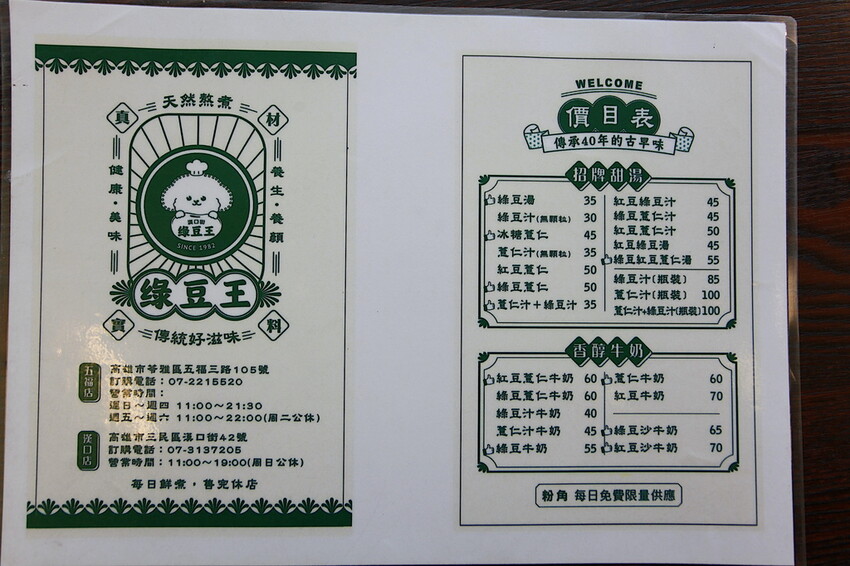 天然熬煮
真 材
健康・美味
養生・養顏
漢口街
綠豆王
SINCE 1982
綠豆王
實 料
傳統好滋味
五福店
高雄市苓雅區五福三路105號
訂購電話：07-2215520
營業時間：
週日～週四 11:00～21:30
週五～週六 11:00～22:00(周二公休)
漢口店
高雄市三民區漢口街42號
訂購電話：07-3137205
營業時間：11:00～19:00(周日公休)
每日鮮煮，售完休店
WELCOME
價目表
傳承40年的古早味
招牌甜湯
綠豆湯 35
綠豆汁(無顆粒) 30
冰糖薏仁 45
薏仁汁(無顆粒) 35
紅豆薏仁 50
綠豆薏仁 50
薏仁汁＋綠豆汁 35
紅豆綠豆汁 45
綠豆薏仁汁 45
紅豆薏仁汁 50
紅豆綠豆湯 50
綠豆紅豆薏仁湯 55
綠豆汁(瓶裝) 85
薏仁汁(瓶裝) 100
薏仁汁+綠豆汁(瓶裝) 100
香醇牛奶
紅豆薏仁牛奶 60
綠豆薏仁牛奶 60
綠豆汁牛奶 40
薏仁汁牛奶 45
綠豆牛奶 55
薏仁牛奶 60
紅豆牛奶 70
綠豆沙牛奶 65
紅豆沙牛奶 70
粉角 每日免費限量供應